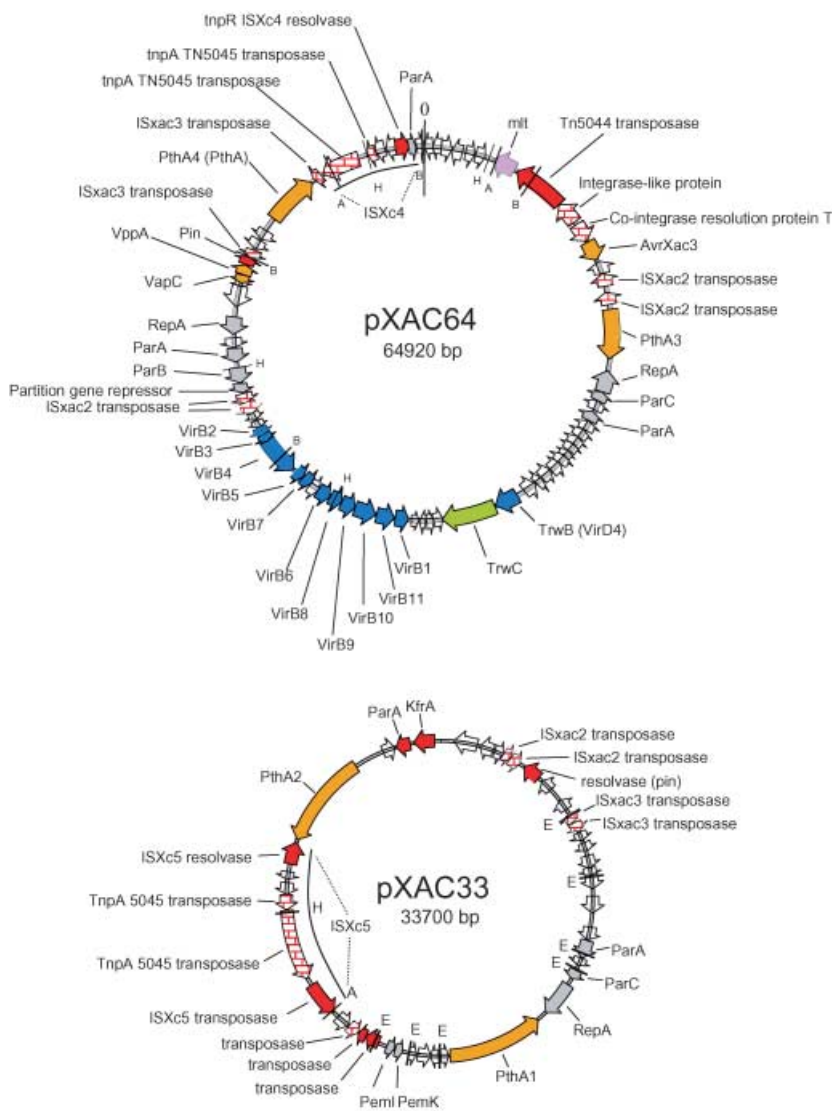 tnpR ISXc4 resolvase
tnpA TN5045 transposase
tnpA TN5045 transposase
ParA
0
ISxac3 transposase
mlt
Tn5044 transposase
PthA4 (PthA)
H
A
B
A
H
B
ISXc4
Integrase-like protein
ISxac3 transposase
Co-integrase resolution protein T
Pin
VppA
B
AvrXac3
VapC
ISXac2 transposase
ISXac2 transposase
pXAC64
64920 bp
RepA
PthA3
ParA
ParB
H
RepA
Partition gene repressor
ParC
ISxac2 transposase
ParA
VirB2
VirB3
B
VirB4
VirB5
H
VirB7
TrwB (VirD4)
VirB6
VirB1
TrwC
VirB8
VirB11
VirB9
VirB10
ParA
KfrA
ISxac2 transposase
ISxac2 transposase
PthA2
resolvase (pin)
ISxac3 transposase
E
ISxac3 transposase
ISXc5 resolvase
pXAC33
33700 bp
E
TnpA 5045 transposase
H
ISXc5
E
ParA
TnpA 5045 transposase
E
ParC
A
ISXc5 transposase
RepA
transposase
E
E
E
transposase
transposase
PthA1
PemI
PemK